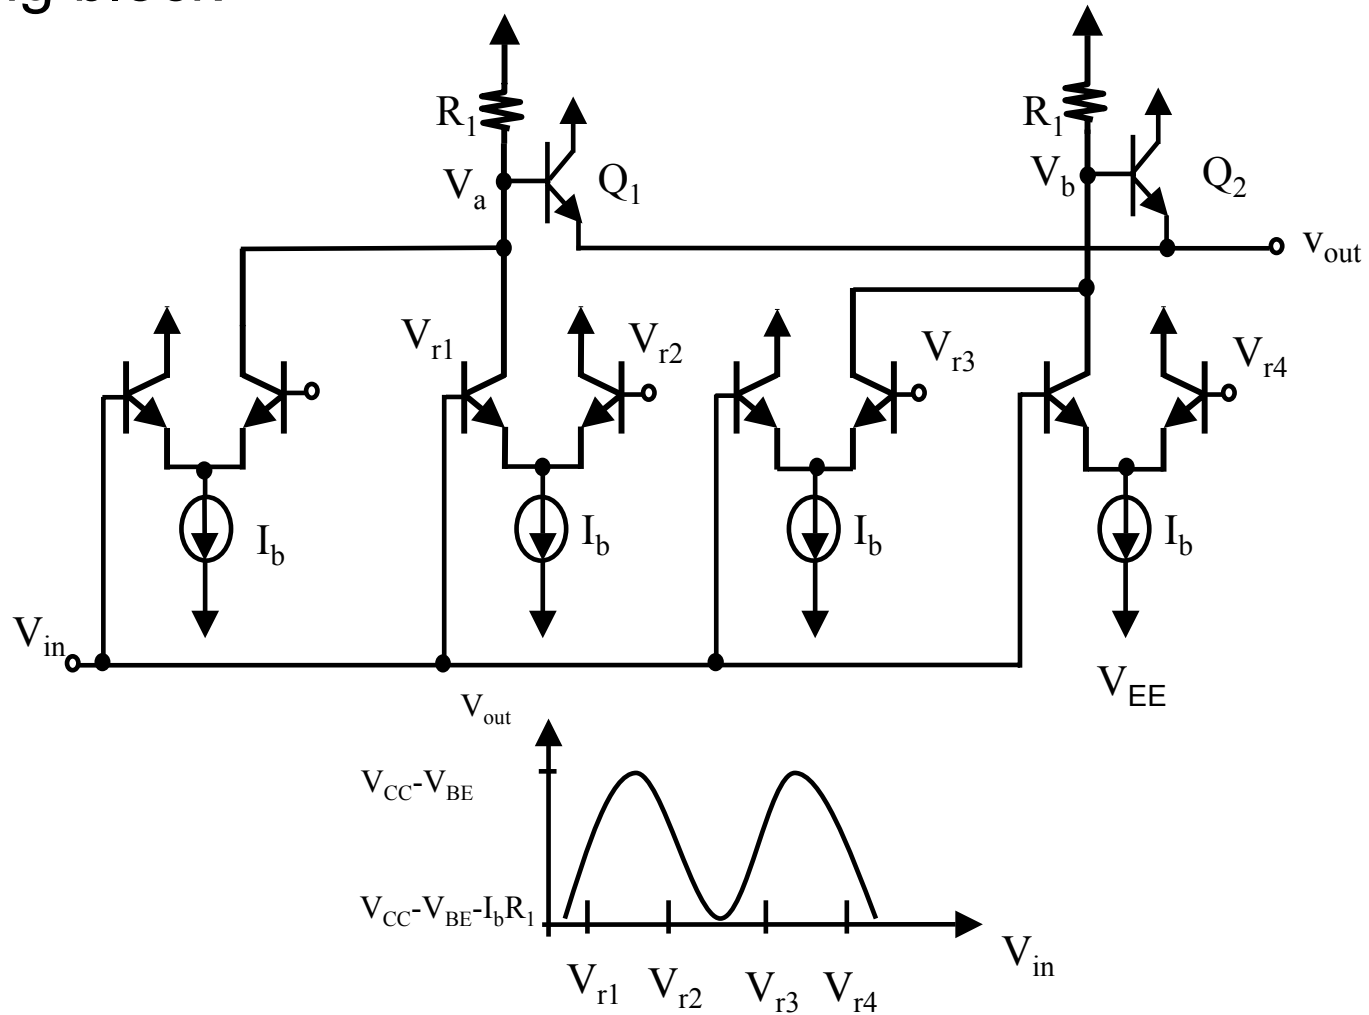 R1
R1
Va
Q1
Vb
Q2
vout
Vr1
Vr2
Vr3
Vr4
Ib
Ib
Ib
Ib
Vin
VEE
Vout
VCC-VBE
VCC-VBE-IbR1
Vin
Vr1
Vr2
Vr3
Vr4